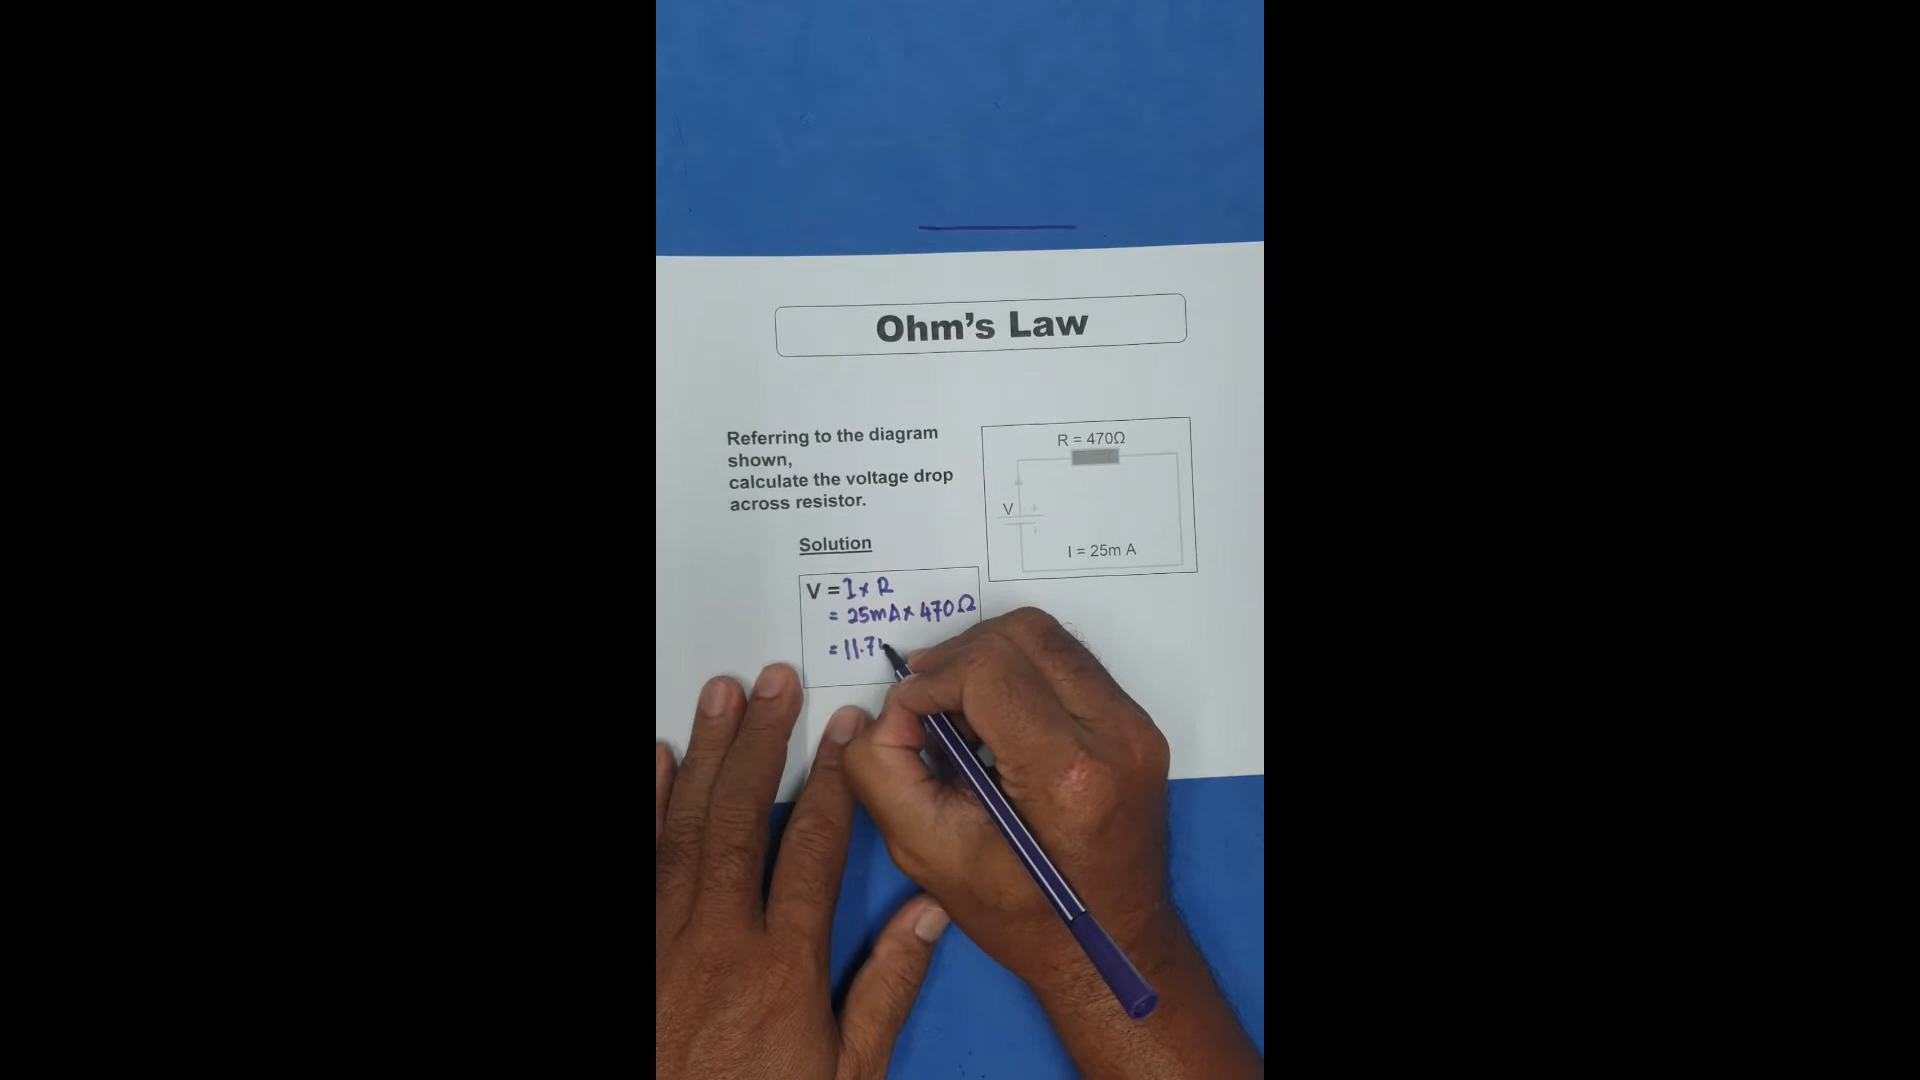 Ohm's Law
Referring to the diagram
shown,
calculate the voltage drop
across resistor.
R = 470Ω
V
+
I = 25m A
Solution
V = I × R
= 25mA × 470Ω
= 11.7